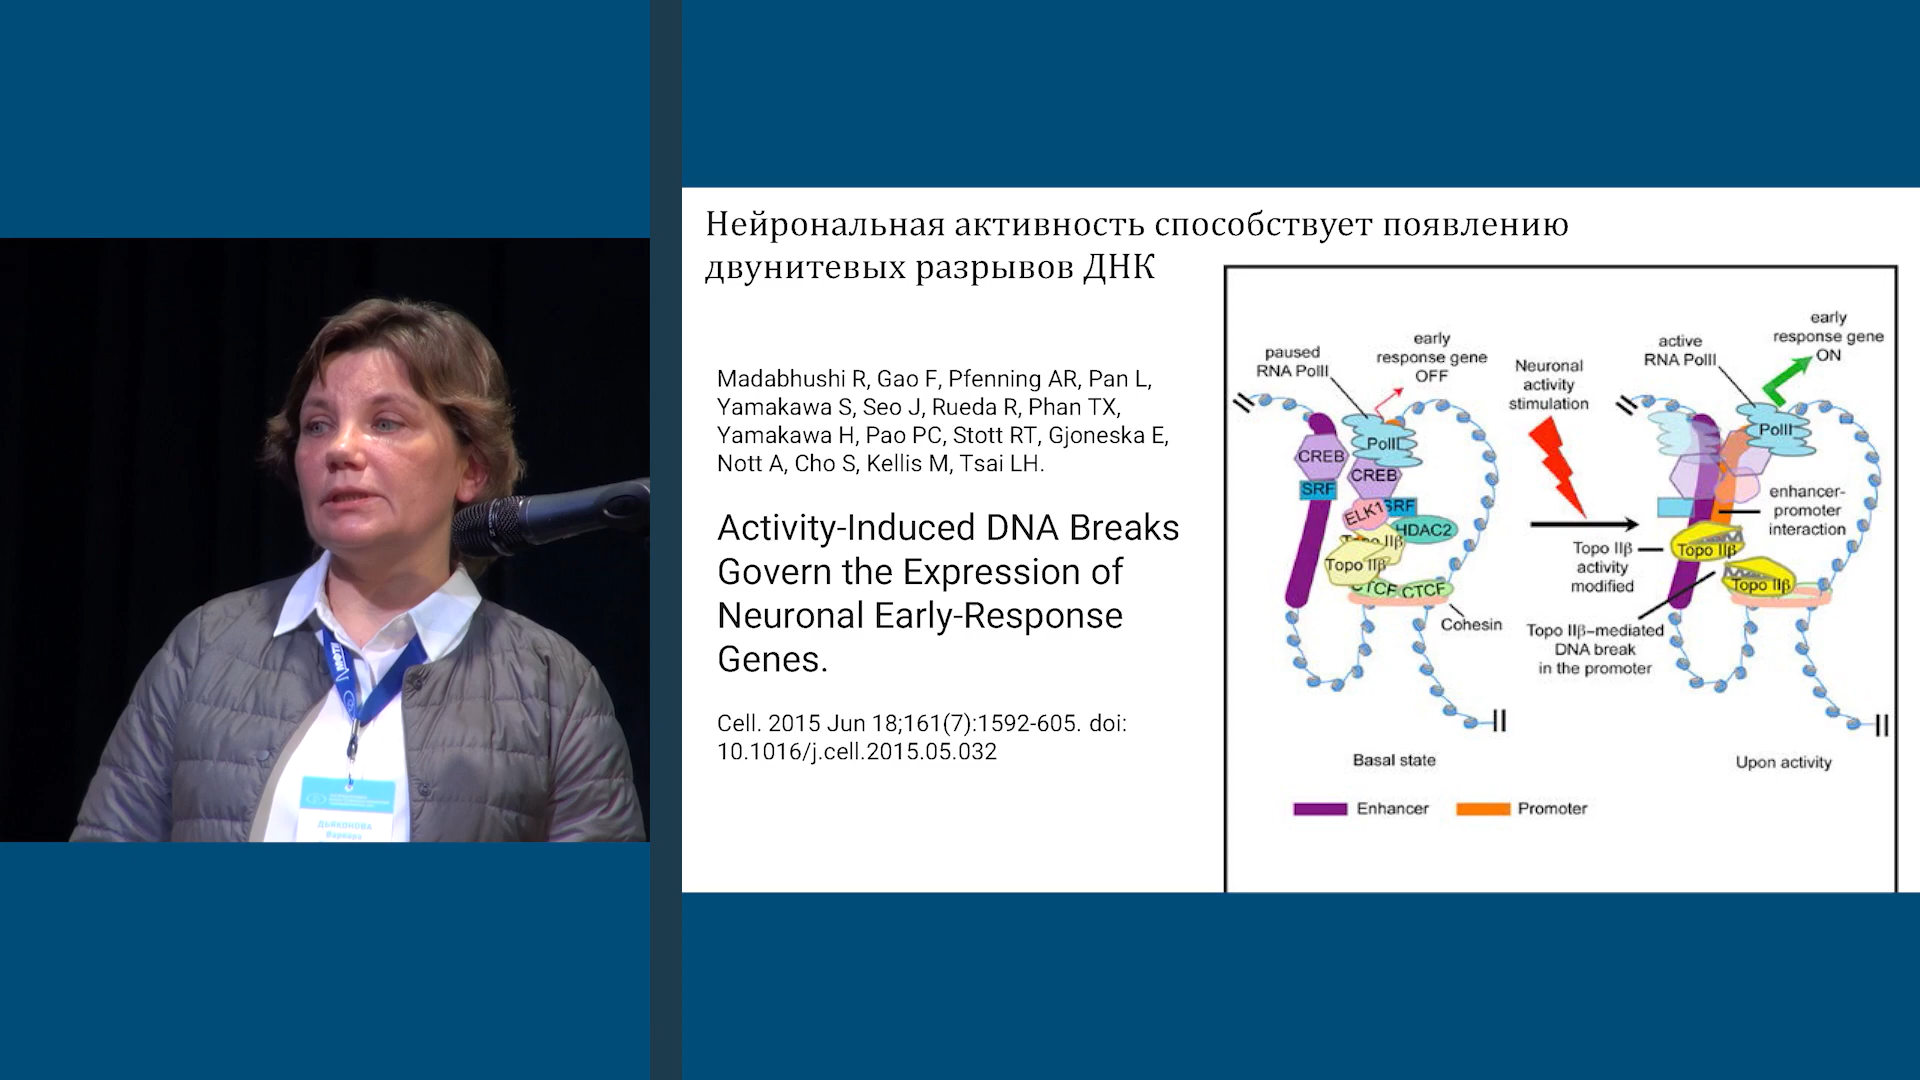 Нейрональная активность способствует появлению
двунитевых разрывов ДНК
Madabhushi R, Gao F, Pfenning AR, Pan L,
Yamakawa S, Seo J, Rueda R, Phan TX,
Yamakawa H, Pao PC, Stott RT, Gjoneska E,
Nott A, Cho S, Kellis M, Tsai LH.
Activity-Induced DNA Breaks
Govern the Expression of
Neuronal Early-Response
Genes.
Cell. 2015 Jun 18;161(7):1592-605. doi:
10.1016/j.cell.2015.05.032
paused
RNA PolII
early
response gene
OFF
PolII
CREB
CREB
SRF
SRF
ELK1
HDAC2
Topo IIβ
Topo IIβ
CTCF
CTCF
Cohesin
Basal state
Neuronal
activity
stimulation
active
RNA PolII
early
response gene
ON
PolII
enhancer-
promoter
interaction
Topo IIβ
activity
modified
Topo IIβ
Topo IIβ
Topo IIβ–mediated
DNA break
in the promoter
Upon activity
Enhancer
Promoter
МФТИ
ДЬЯКОНОВА
Варвара